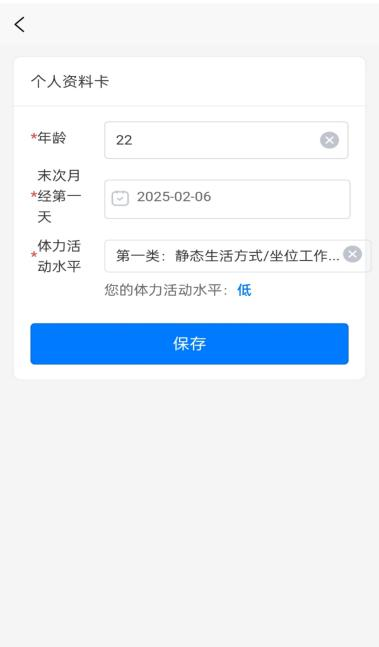 个人资料卡
*年龄
22
末次月
*经第一
天
2025-02-06
体力活
*动水平
第一类：静态生活方式/坐位工作...
您的体力活动水平：低
保存